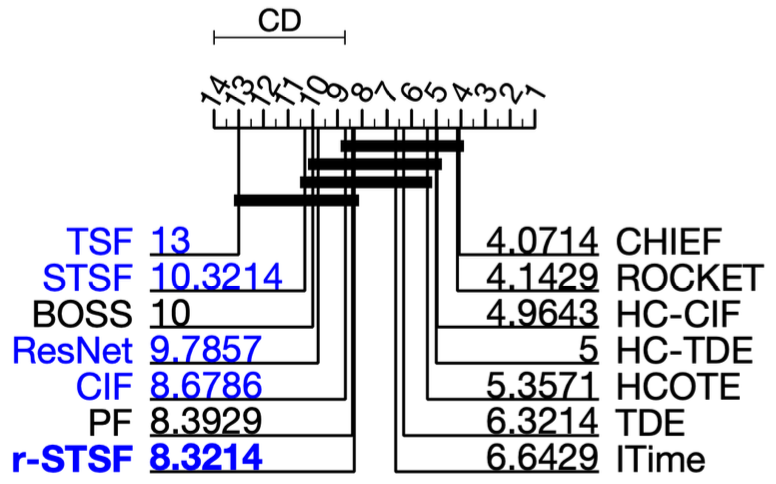 CD
14 13 12 11 10 9 8 7 6 5 4 3 2 1
TSF 13 4.0714 CHIEF
STSF 10.3214 4.1429 ROCKET
BOSS 10 4.9643 HC-CIF
ResNet 9.7857 5 HC-TDE
CIF 8.6786 5.3571 HCOTE
PF 8.3929 6.3214 TDE
r-STSF 8.3214 6.6429 ITime